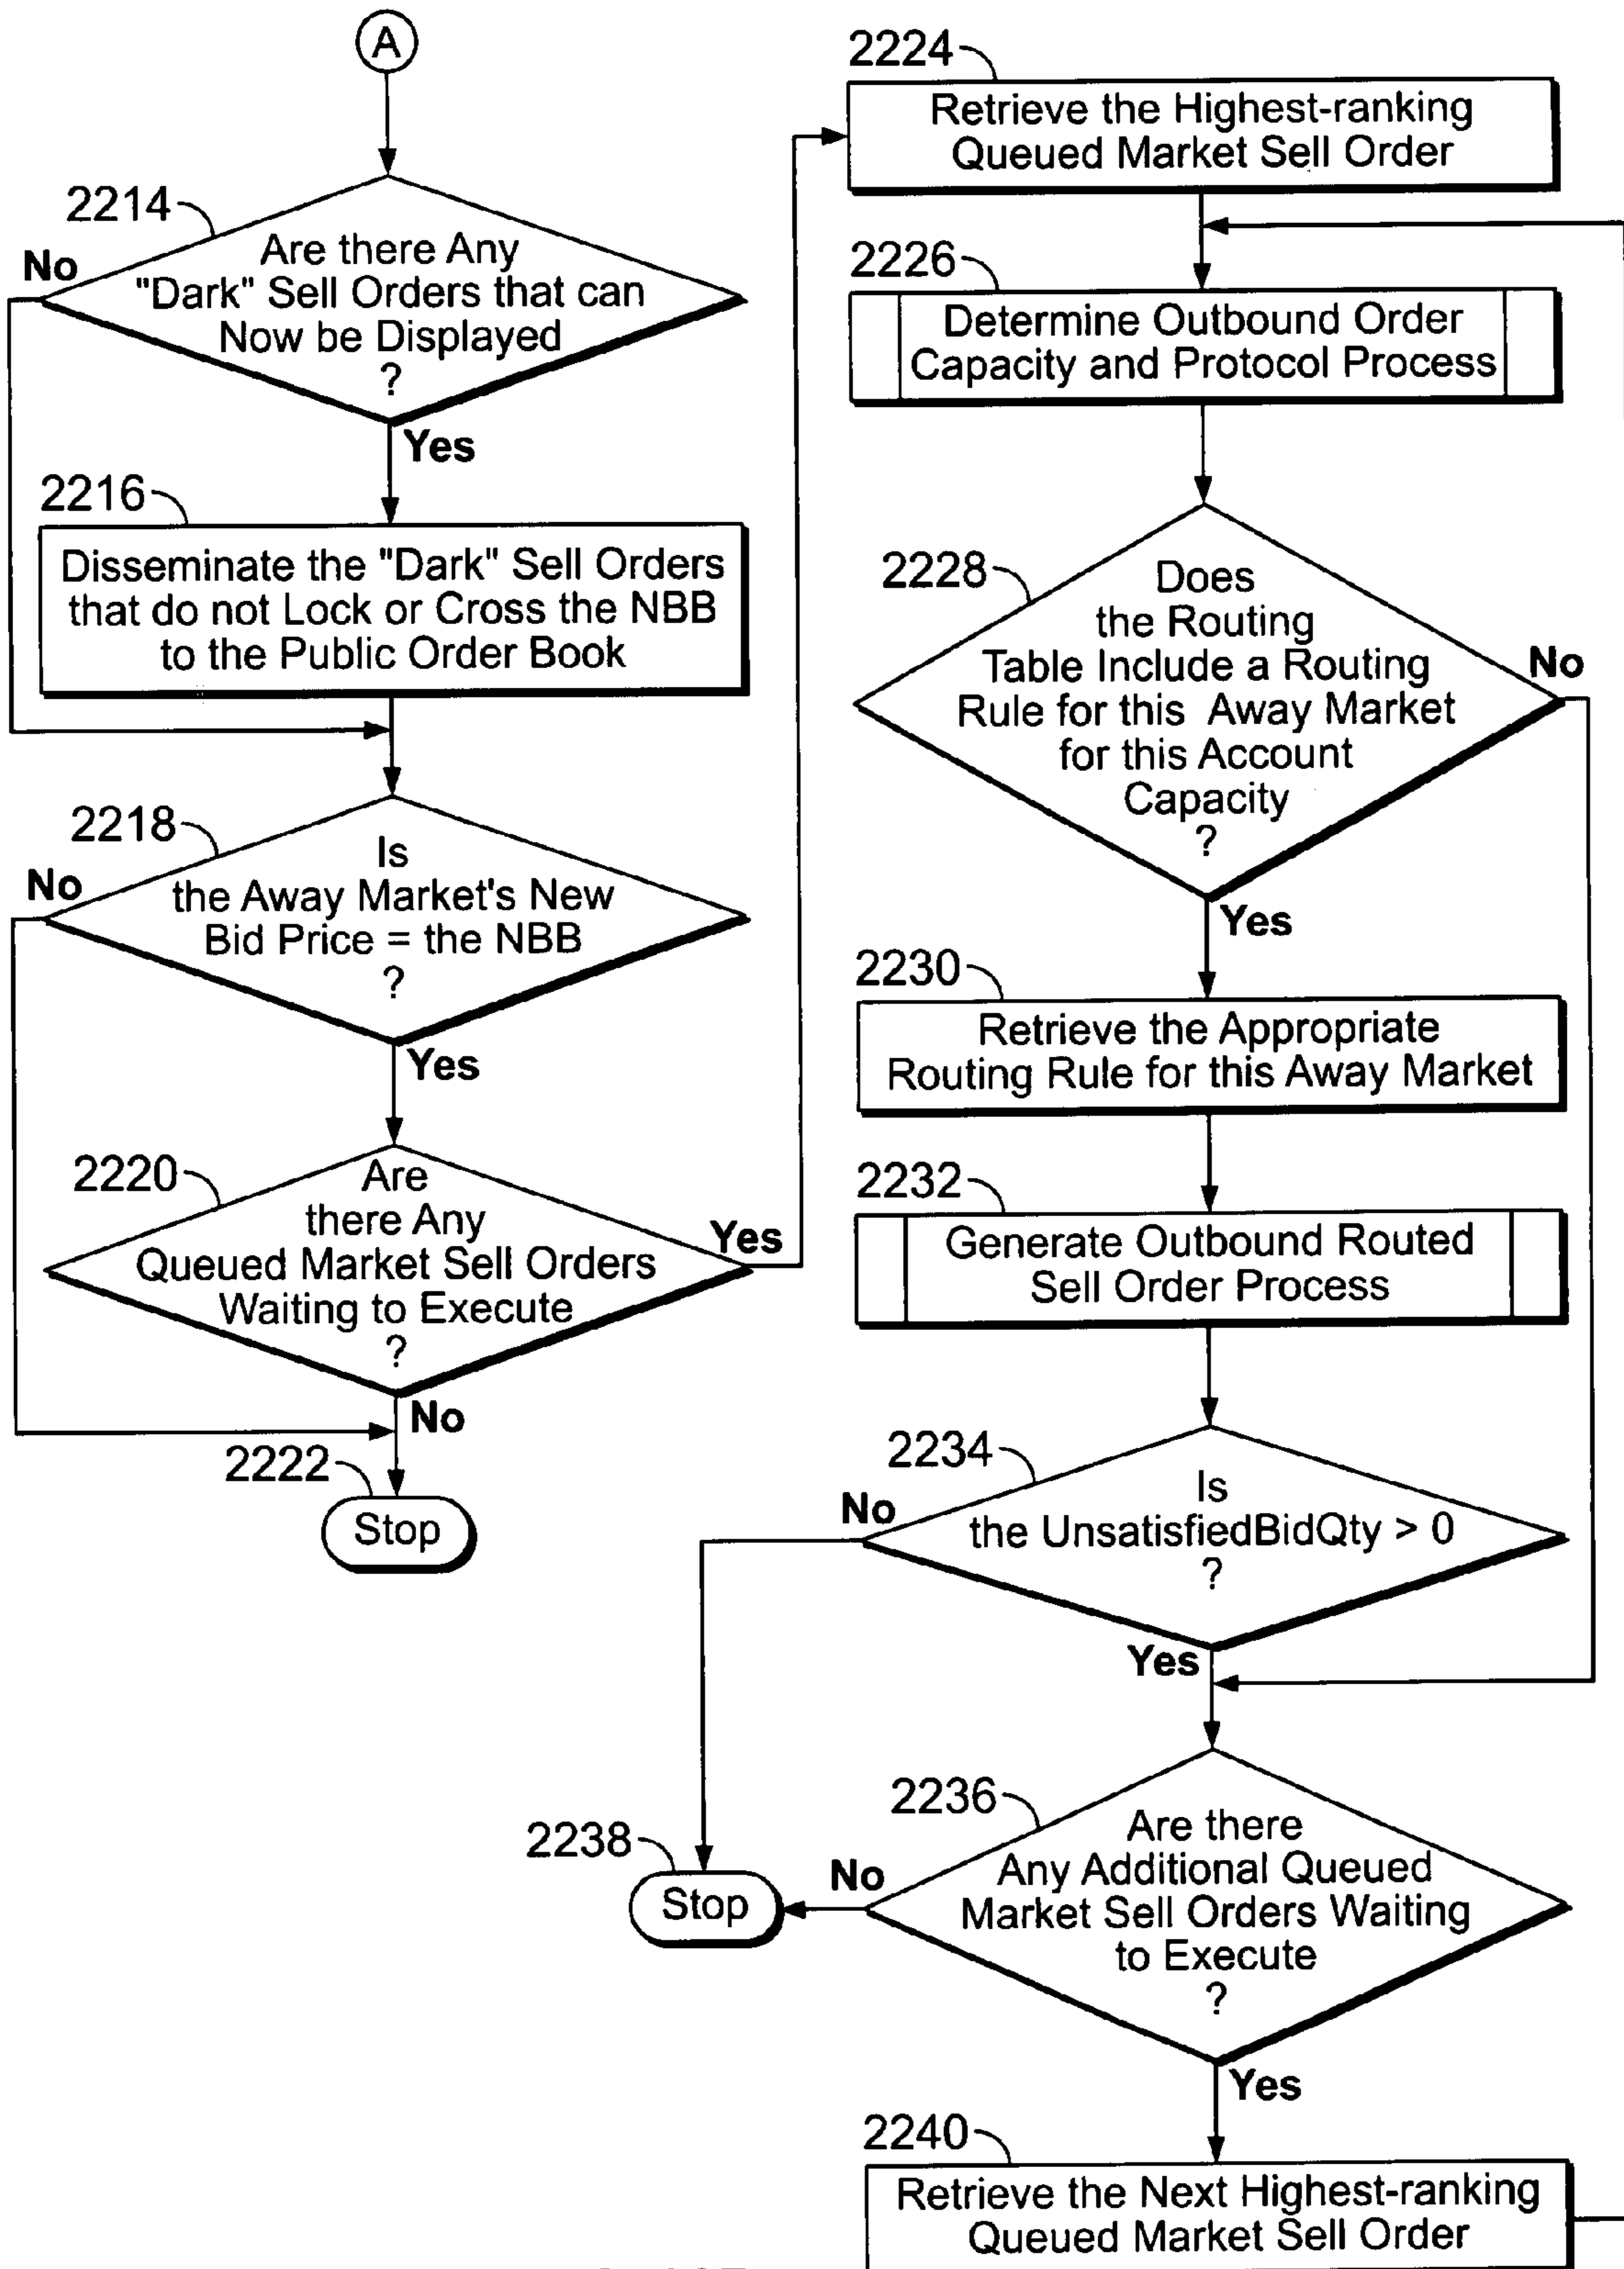 A
2214
No
Are there Any
"Dark" Sell Orders that can
Now be Displayed
?
Yes
2216
Disseminate the "Dark" Sell Orders
that do not Lock or Cross the NBB
to the Public Order Book
2218
No
Is
the Away Market's New
Bid Price = the NBB
?
Yes
2220
Are
there Any
Queued Market Sell Orders
Waiting to Execute
?
Yes
No
2222
Stop
2224
Retrieve the Highest-ranking
Queued Market Sell Order
2226
Determine Outbound Order
Capacity and Protocol Process
2228
Does
the Routing
Table Include a Routing
Rule for this Away Market
for this Account
Capacity
?
No
Yes
2230
Retrieve the Appropriate
Routing Rule for this Away Market
2232
Generate Outbound Routed
Sell Order Process
2234
No
Is
the UnsatisfiedBidQty > 0
?
Yes
2236
Are there
Any Additional Queued
Market Sell Orders Waiting
to Execute
?
No
2238
Stop
Yes
2240
Retrieve the Next Highest-ranking
Queued Market Sell Order